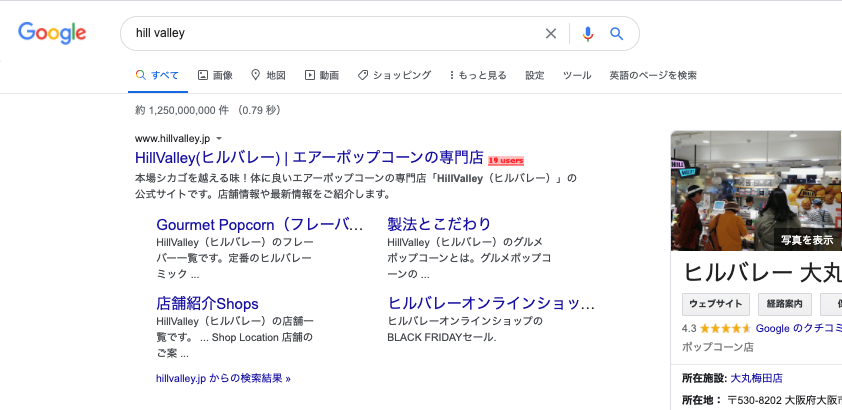 Google
hill valley
すべて 画像 地図 動画 ショッピング もっと見る 設定 ツール 英語のページを検索
約 1,250,000,000 件 （0.79 秒）
www.hillvalley.jp
HillValley(ヒルバレー) | エアーポップコーンの専門店 19 users
本場シカゴを越える味！体に良いエアーポップコーンの専門店「HillValley（ヒルバレー）」の
公式サイトです。店舗情報や最新情報をご紹介します。
Gourmet Popcorn（フレーバ...
HillValley（ヒルバレー）のフレー
バー一覧です。定番のヒルバレー
ミック ...
製法とこだわり
HillValley（ヒルバレー）のグルメ
ポップコーンとは。グルメポップコ
ーンの ...
店舗紹介Shops
HillValley（ヒルバレー）の店舗一
覧です。 ... Shop Location 店舗の
ご案 ...
ヒルバレーオンラインショッ...
ヒルバレーオンラインショップの
BLACK FRIDAYセール.
hillvalley.jp からの検索結果 »
HILL
VALLEY
写真を表示
ヒルバレー 大丸
ウェブサイト 経路案内
4.3 Google のクチコミ
ポップコーン店
所在施設: 大丸梅田店
所在地： 〒530-8202 大阪府大阪市